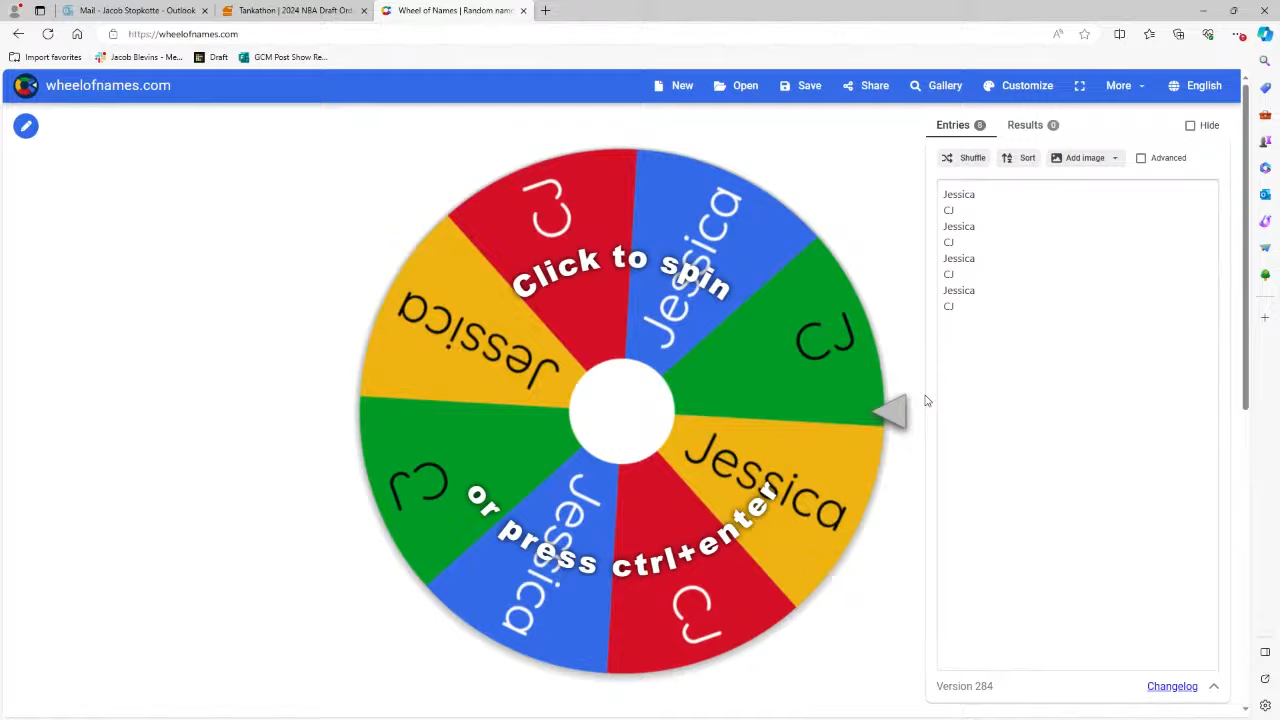 Mail - Jacob Stopkotte - Outlook
Tankathon | 2024 NBA Draft Ord
Wheel of Names | Random name
https://wheelofnames.com
Import favorites
Jacob Blevins - Me...
Draft
GCM Post Show Re...
wheelofnames.com
New
Open
Save
Share
Gallery
Customize
More
English
Entries 8
Results 0
Hide
Shuffle
Sort
Add image
Advanced
Jessica
CJ
Jessica
CJ
Jessica
CJ
Jessica
CJ
CJ
Jessica
CJ
Jessica
CJ
Jessica
CJ
Jessica
Click to spin
or press ctrl+enter
Version 284
Changelog